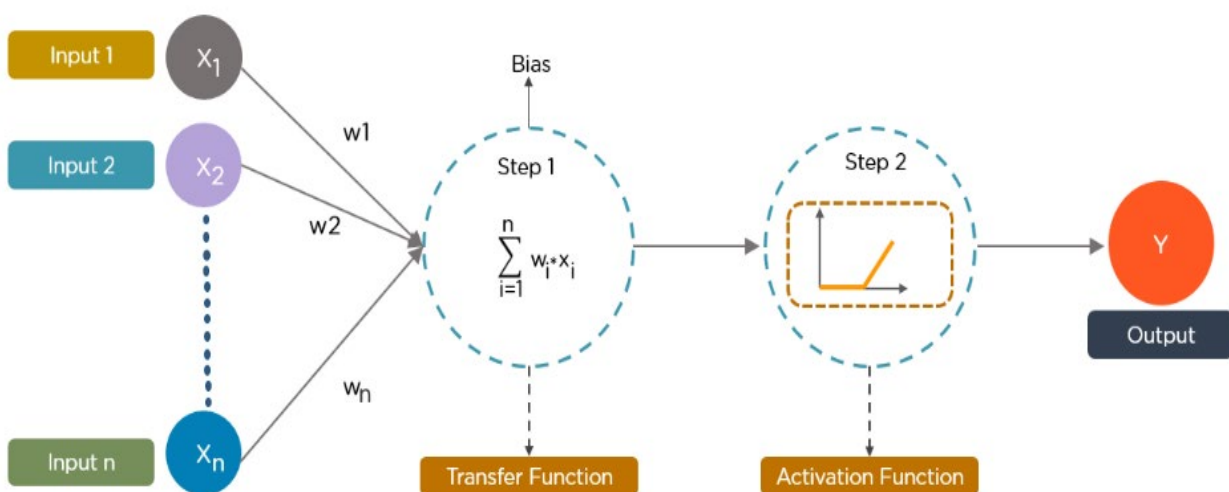 Input 1
X1
Bias
w1
Input 2
X2
Step 1
Step 2
w2
n
∑ wi*xi
i=1
Y
Output
wn
Input n
Xn
Transfer Function
Activation Function